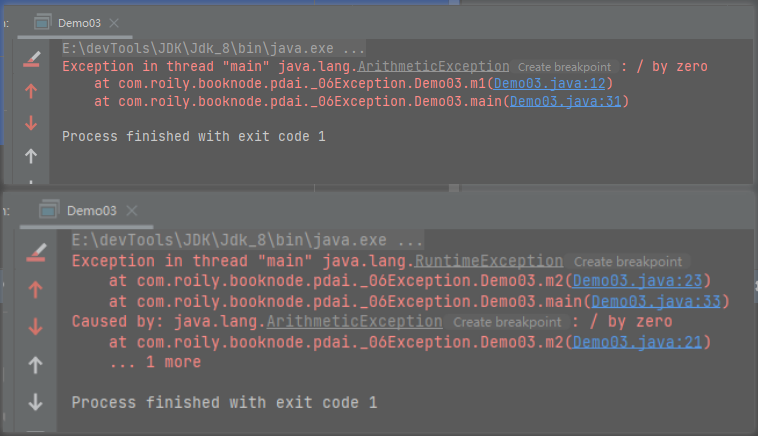 n: Demo03
E:\devTools\JDK\Jdk_8\bin\java.exe ...
Exception in thread "main" java.lang.ArithmeticException Create breakpoint : / by zero
at com.roily.booknode.pdai._06Exception.Demo03.m1(Demo03.java:12)
at com.roily.booknode.pdai._06Exception.Demo03.main(Demo03.java:31)
Process finished with exit code 1
n: Demo03
E:\devTools\JDK\Jdk_8\bin\java.exe ...
Exception in thread "main" java.lang.RuntimeException Create breakpoint
at com.roily.booknode.pdai._06Exception.Demo03.m2(Demo03.java:23)
at com.roily.booknode.pdai._06Exception.Demo03.main(Demo03.java:33)
Caused by: java.lang.ArithmeticException Create breakpoint : / by zero
at com.roily.booknode.pdai._06Exception.Demo03.m2(Demo03.java:21)
... 1 more
Process finished with exit code 1